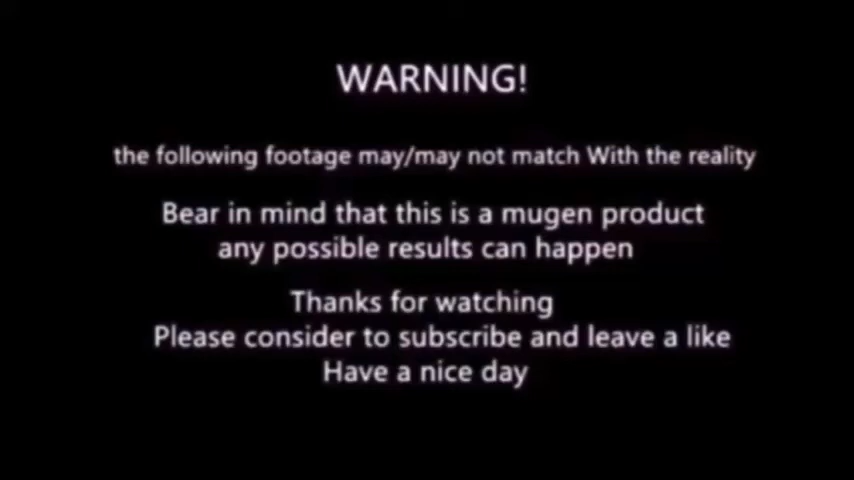 WARNING!
the following footage may/may not match With the reality
Bear in mind that this is a mugen product
any possible results can happen
Thanks for watching
Please consider to subscribe and leave a like
Have a nice day